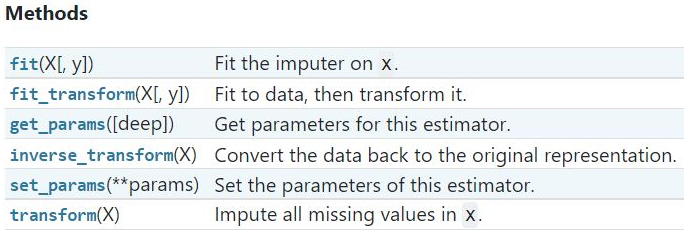 Methods
fit(X[, y]) Fit the imputer on X.
fit_transform(X[, y]) Fit to data, then transform it.
get_params([deep]) Get parameters for this estimator.
inverse_transform(X) Convert the data back to the original representation.
set_params(**params) Set the parameters of this estimator.
transform(X) Impute all missing values in X.